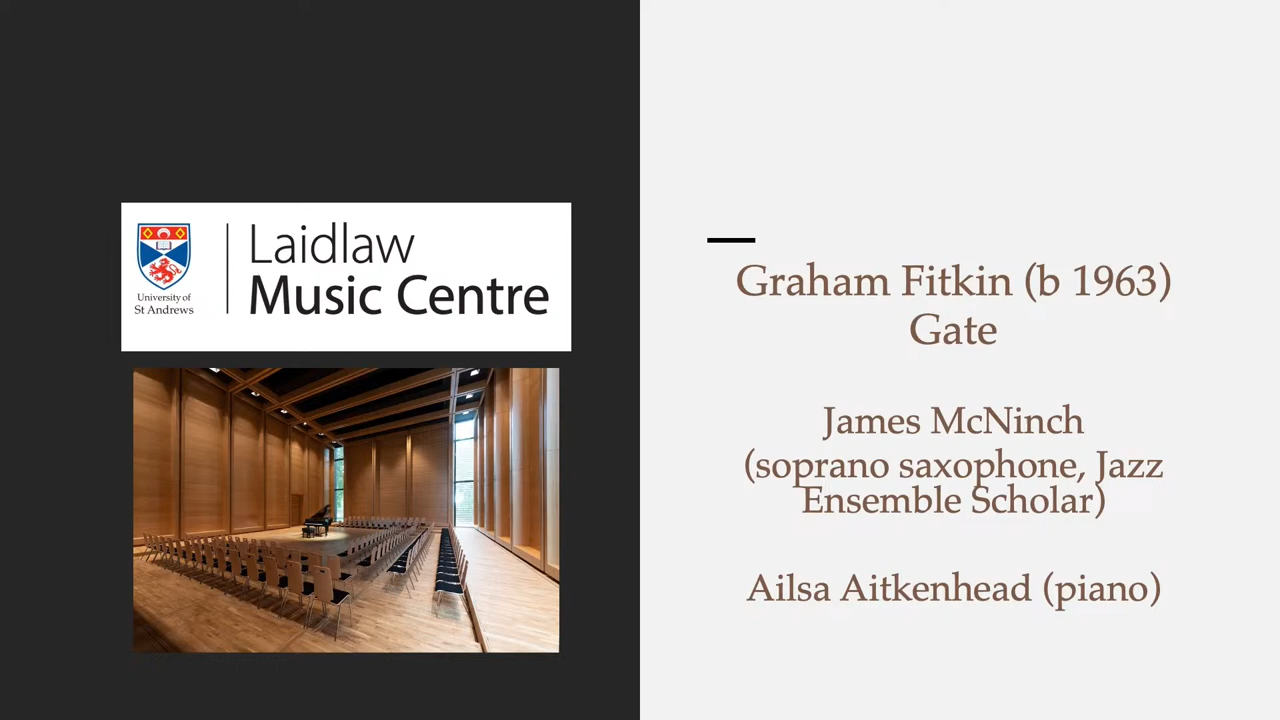 University of
St Andrews
Laidlaw
Music Centre
Graham Fitkin (b 1963)
Gate
James McNinch
(soprano saxophone, Jazz
Ensemble Scholar)
Ailsa Aitkenhead (piano)